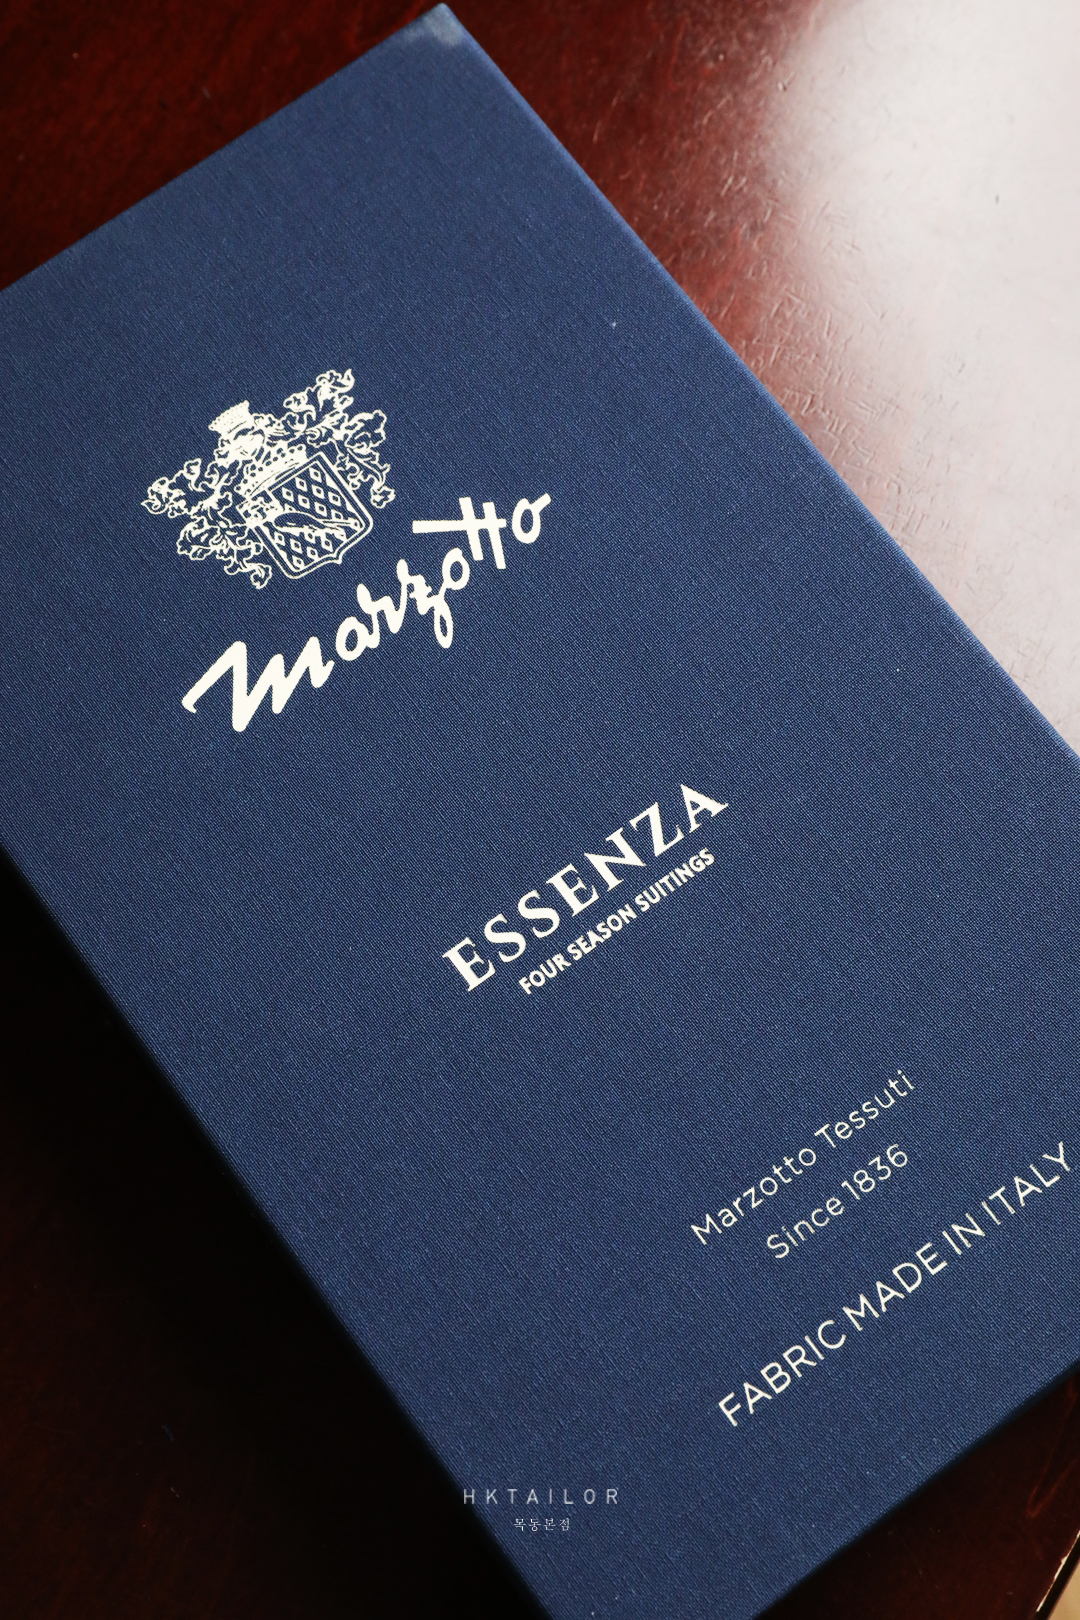 marzotto
ESSENZA
FOUR SEASON SUITINGS
Marzotto Tessuti
Since 1836
FABRIC MADE IN ITALY
HKTAILOR
목동본점